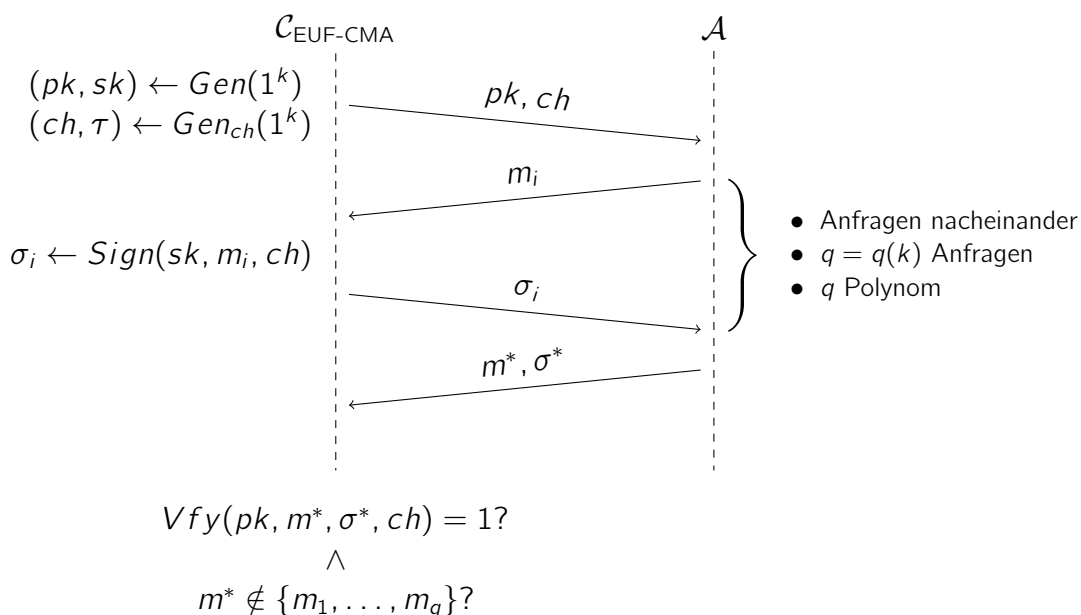 𝒞_EUF-CMA 𝒜
(pk, sk) ← Gen(1^k)
(ch, τ) ← Gen_ch(1^k)
pk, ch
m_i
σ_i ← Sign(sk, m_i, ch)
σ_i
m*, σ*
• Anfragen nacheinander
• q = q(k) Anfragen
• q Polynom
Vfy(pk, m*, σ*, ch) = 1?
∧
m* ∉ {m_1, . . . , m_q}?